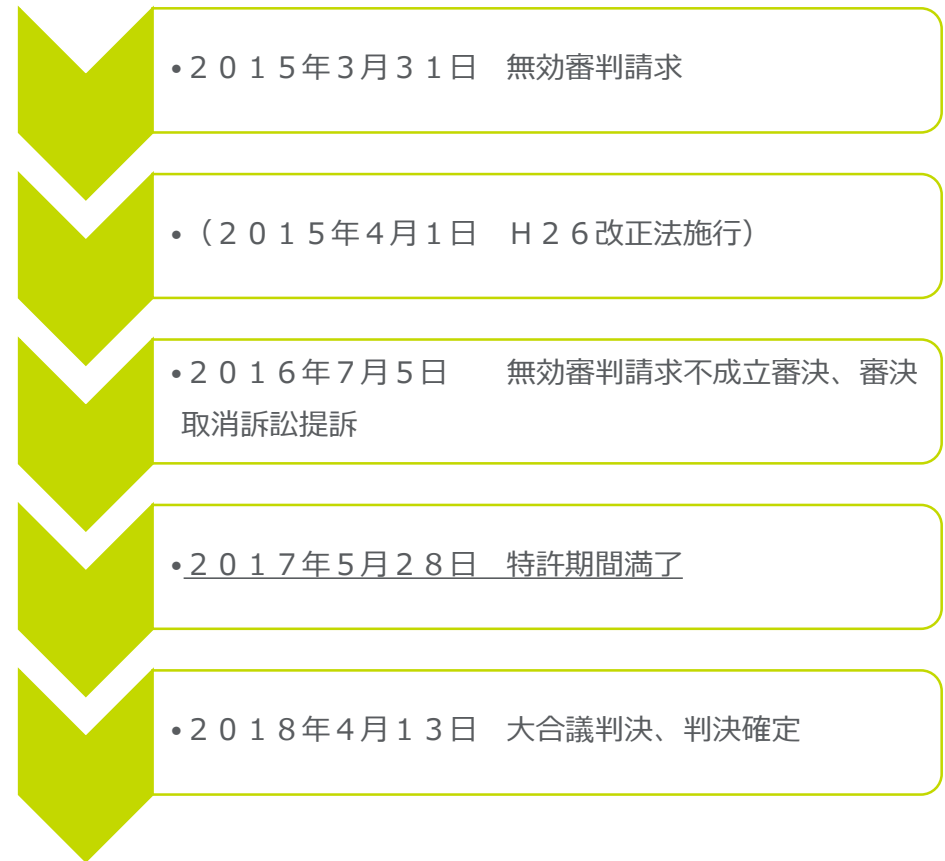 •２０１５年３月３１日　無効審判請求
•（２０１５年４月１日　Ｈ２６改正法施行）
•２０１６年７月５日　　無効審判請求不成立審決、審決
取消訴訟提訴
•２０１７年５月２８日　特許期間満了
•２０１８年４月１３日　大合議判決、判決確定